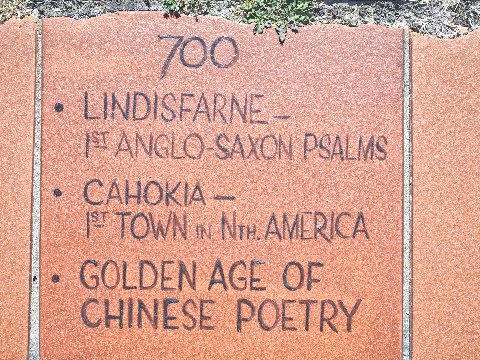 700
• LINDISFARNE –
1ST ANGLO-SAXON PSALMS
• CAHOKIA –
1ST TOWN IN NTH. AMERICA
• GOLDEN AGE OF
CHINESE POETRY